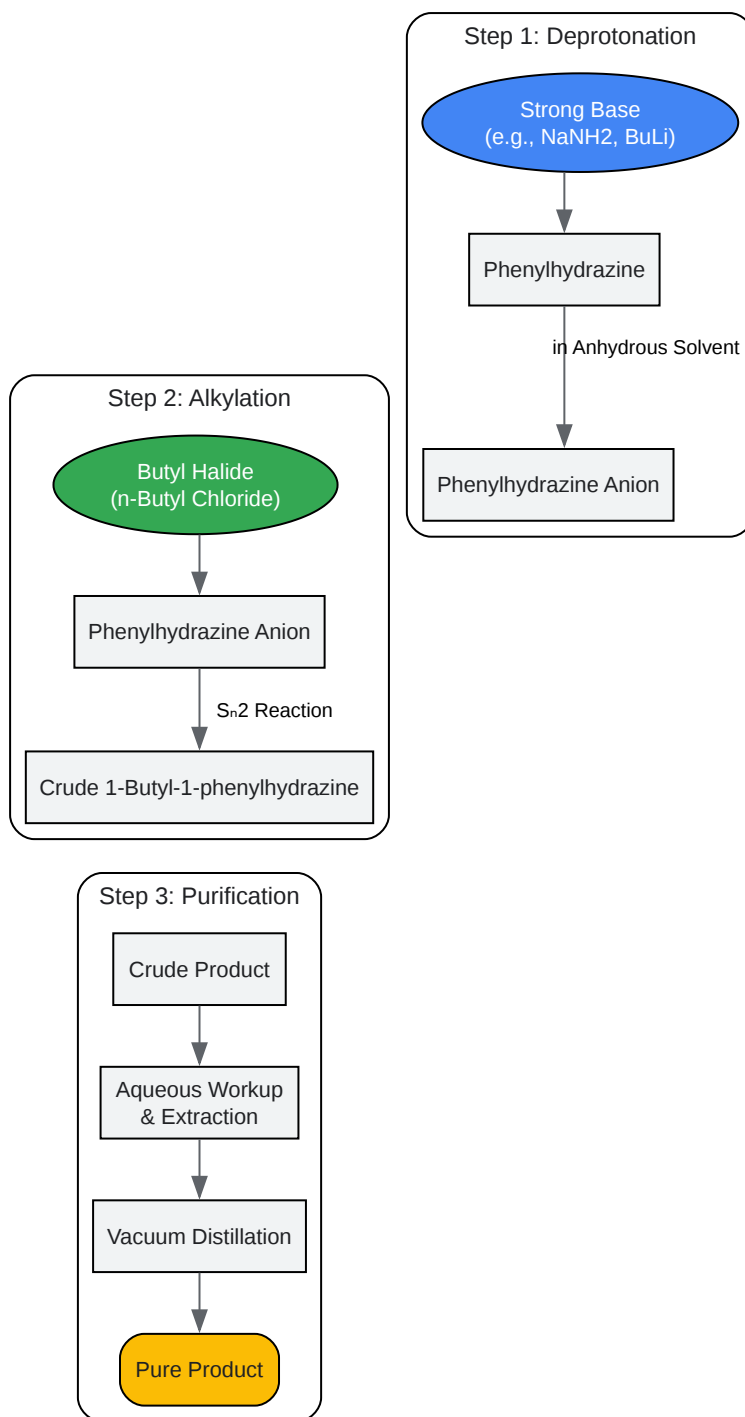 Step 1: Deprotonation
Strong Base
(e.g., NaNH2, BuLi)
Phenylhydrazine
in Anhydrous Solvent
Phenylhydrazine Anion
Step 2: Alkylation
Butyl Halide
(n-Butyl Chloride)
Phenylhydrazine Anion
Sₙ2 Reaction
Crude 1-Butyl-1-phenylhydrazine
Step 3: Purification
Crude Product
Aqueous Workup
& Extraction
Vacuum Distillation
Pure Product